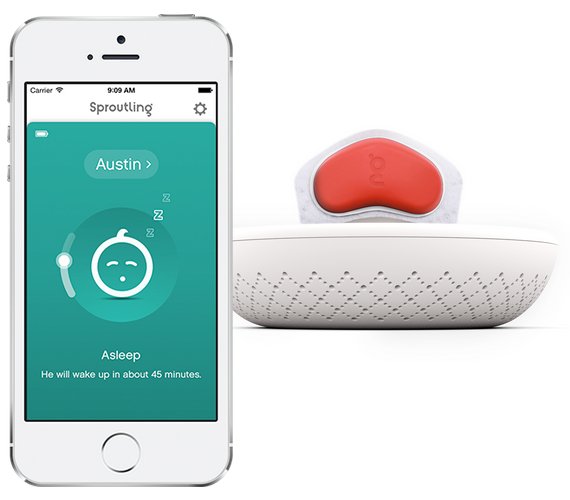 Carrier 9:09 AM
Sproutling
Austin >
z
z
z
Asleep
He will wake up in about 45 minutes.